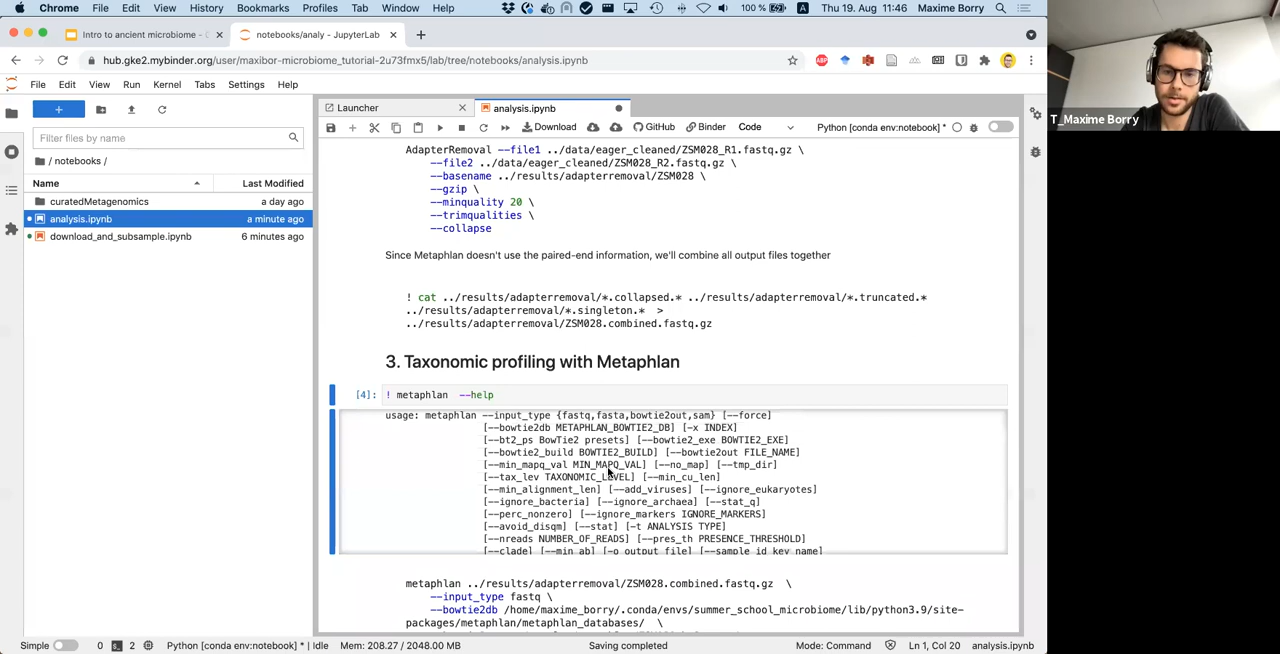 Chrome File Edit View History Bookmarks Profiles Tab Window Help 100 % A Thu 19. Aug 11:46 Maxime Borry
Intro to ancient microbiome - notebooks/analy - JupyterLab
hub.gke2.mybinder.org/user/maxibor-microbiome_tutorial-2u73fmx5/lab/tree/notebooks/analysis.ipynb ABP
T_Maxime Borry
File Edit View Run Kernel Tabs Settings Help
Launcher analysis.ipynb
Download GitHub Binder Code Python [conda env:notebook] *
Filter files by name
/ notebooks /
Name Last Modified
curatedMetagenomics a day ago
analysis.ipynb a minute ago
download_and_subsample.ipynb 6 minutes ago
AdapterRemoval --file1 ../data/eager_cleaned/ZSM028_R1.fastq.gz \
--file2 ../data/eager_cleaned/ZSM028_R2.fastq.gz \
--basename ../results/adapterremoval/ZSM028 \
--gzip \
--minquality 20 \
--trimqualities \
--collapse
Since Metaphlan doesn't use the paired-end information, we'll combine all output files together
! cat ../results/adapterremoval/*.collapsed.* ../results/adapterremoval/*.truncated.*
../results/adapterremoval/*.singleton.* >
../results/adapterremoval/ZSM028.combined.fastq.gz
3. Taxonomic profiling with Metaphlan
[4]: ! metaphlan --help
usage: metaphlan --input_type {fastq,fasta,bowtie2out,sam} [--force]
[--bowtie2db METAPHLAN_BOWTIE2_DB] [-x INDEX]
[--bt2_ps BowTie2 presets] [--bowtie2_exe BOWTIE2_EXE]
[--bowtie2_build BOWTIE2_BUILD] [--bowtie2out FILE_NAME]
[--min_mapq_val MIN_MAPQ_VAL] [--no_map] [--tmp_dir]
[--tax_lev TAXONOMIC_LEVEL] [--min_cu_len]
[--min_alignment_len] [--add_viruses] [--ignore_eukaryotes]
[--ignore_bacteria] [--ignore_archaea] [--stat_q]
[--perc_nonzero] [--ignore_markers IGNORE_MARKERS]
[--avoid_disqm] [--stat] [-t ANALYSIS TYPE]
[--nreads NUMBER_OF_READS] [--pres_th PRESENCE_THRESHOLD]
[--clade] [--min_ab] [-o output_file] [--sample_id_key name]
metaphlan ../results/adapterremoval/ZSM028.combined.fastq.gz \
--input_type fastq \
--bowtie2db /home/maxime_borry/.conda/envs/summer_school_microbiome/lib/python3.9/site-
packages/metaphlan/metaphlan_databases/ \
Simple 0 2 Python [conda env:notebook] * | Idle Mem: 208.27 / 2048.00 MB Saving completed Mode: Command Ln 1, Col 20 analysis.ipynb